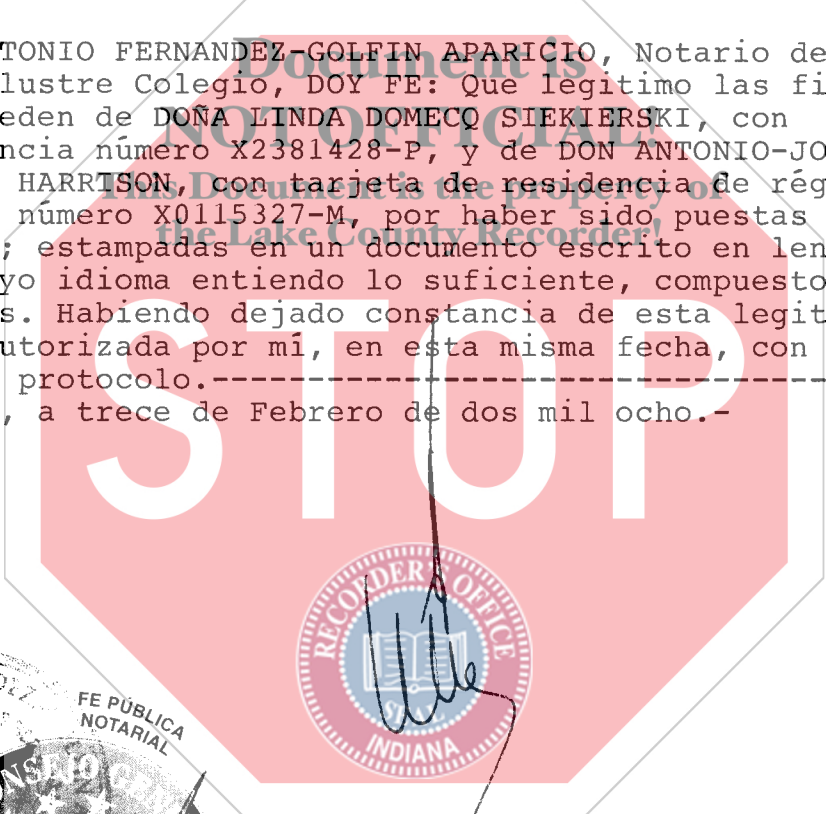 TONIO FERNANDEZ-GOLFIN APARICIO, Notario de
lustre Colegio, DOY FE: Que legitimo las fi
eden de DOÑA LINDA DOMECQ SIEKIERSKI, con
ncia número X2381428-P, y de DON ANTONIO-JO
HARRISON, con tarjeta de residencia de rég
número X0115327-M, por haber sido puestas
; estampadas en un documento escrito en len
yo idioma entiendo lo suficiente, compuesto
s. Habiendo dejado constancia de esta legit
utorizada por mí, en esta misma fecha, con
protocolo.--------------------------------
, a trece de Febrero de dos mil ocho.-
Document is
NOT OFFICIAL!
This Document is the property of
the Lake County Recorder!
STOP
RECORDER'S OFFICE
SEAL
INDIANA
FE PÚBLICA
NOTARIAL